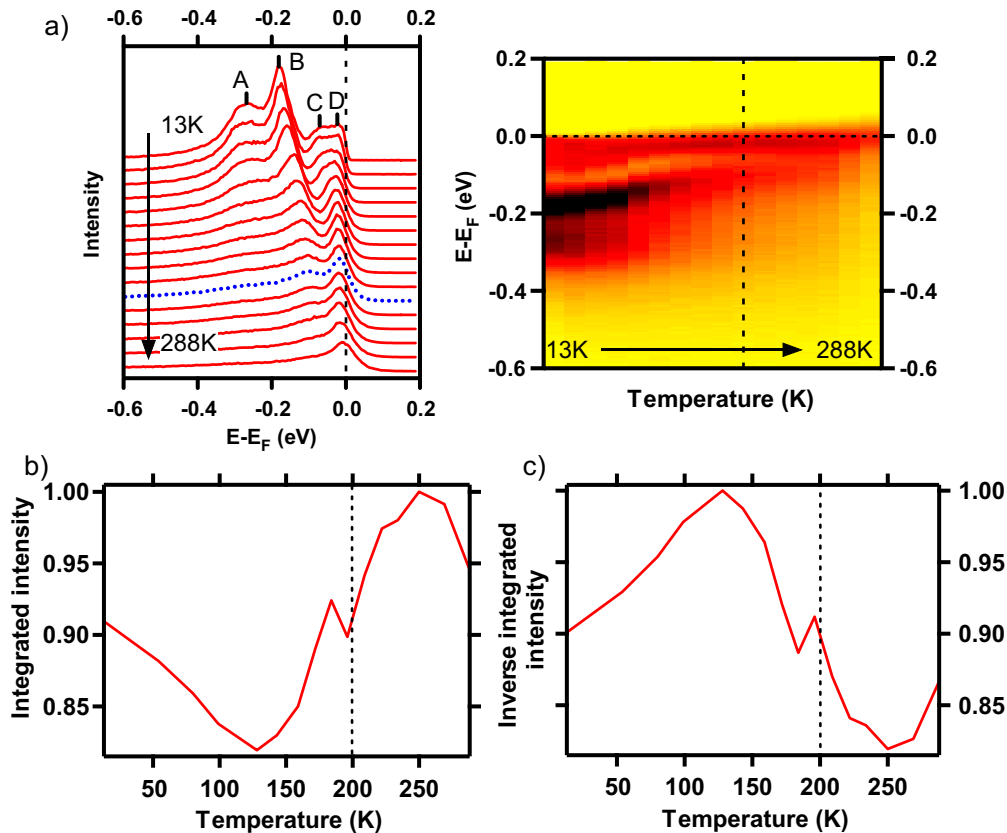 a)
-0.6 -0.4 -0.2 0.0 0.2
A B C D
13K
288K
Intensity
-0.6 -0.4 -0.2 0.0 0.2
E-EF (eV)
0.2 0.2
0.0 0.0
-0.2 -0.2
-0.4 -0.4
-0.6 -0.6
E-EF (eV)
13K 288K
Temperature (K)
b)
1.00
0.95
0.90
0.85
Integrated intensity
50 100 150 200 250
Temperature (K)
c)
1.00
0.95
0.90
0.85
Inverse integrated
intensity
50 100 150 200 250
Temperature (K)